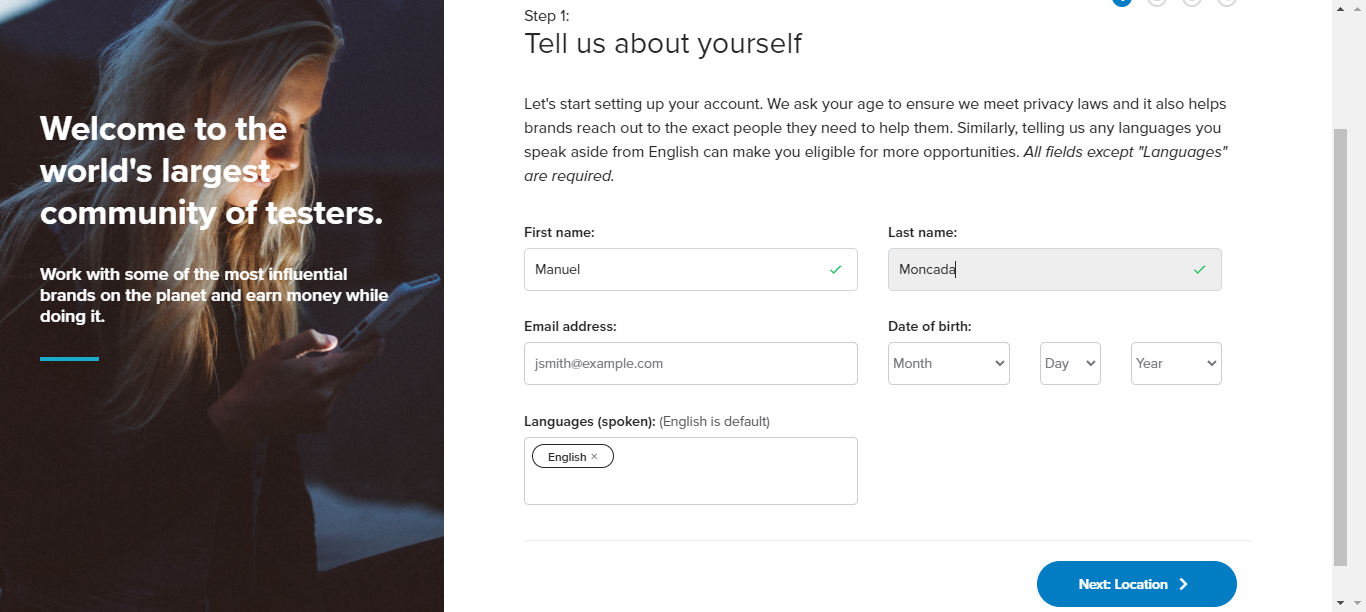 Welcome to the
world's largest
community of testers.
Work with some of the most influential
brands on the planet and earn money while
doing it.
Step 1:
Tell us about yourself
Let's start setting up your account. We ask your age to ensure we meet privacy laws and it also helps
brands reach out to the exact people they need to help them. Similarly, telling us any languages you
speak aside from English can make you eligible for more opportunities. All fields except "Languages"
are required.
First name:
Last name:
Manuel
Moncada
Email address:
Date of birth:
jsmith@example.com
Month
Day
Year
Languages (spoken): (English is default)
English ×
Next: Location